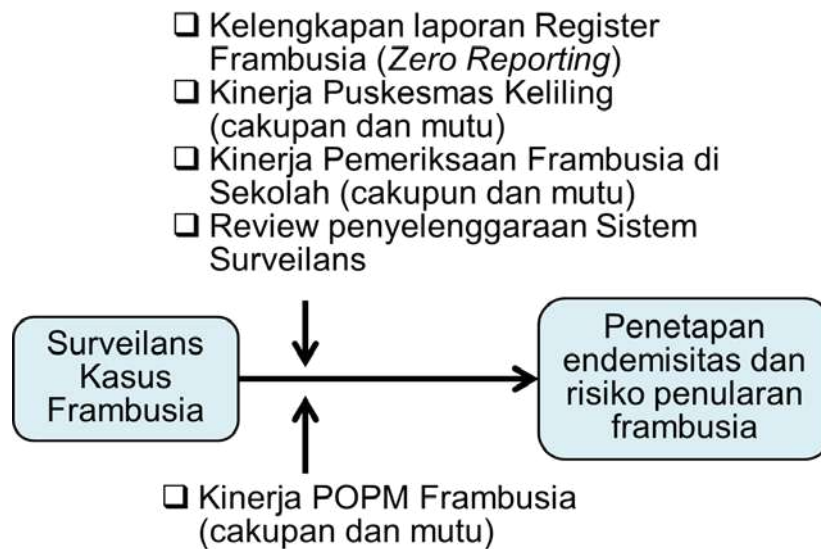 ❑ Kelengkapan laporan Register
Frambusia (Zero Reporting)
❑ Kinerja Puskesmas Keliling
(cakupan dan mutu)
❑ Kinerja Pemeriksaan Frambusia di
Sekolah (cakupun dan mutu)
❑ Review penyelenggaraan Sistem
Surveilans
Surveilans
Kasus
Frambusia
Penetapan
endemisitas dan
risiko penularan
frambusia
❑ Kinerja POPM Frambusia
(cakupan dan mutu)